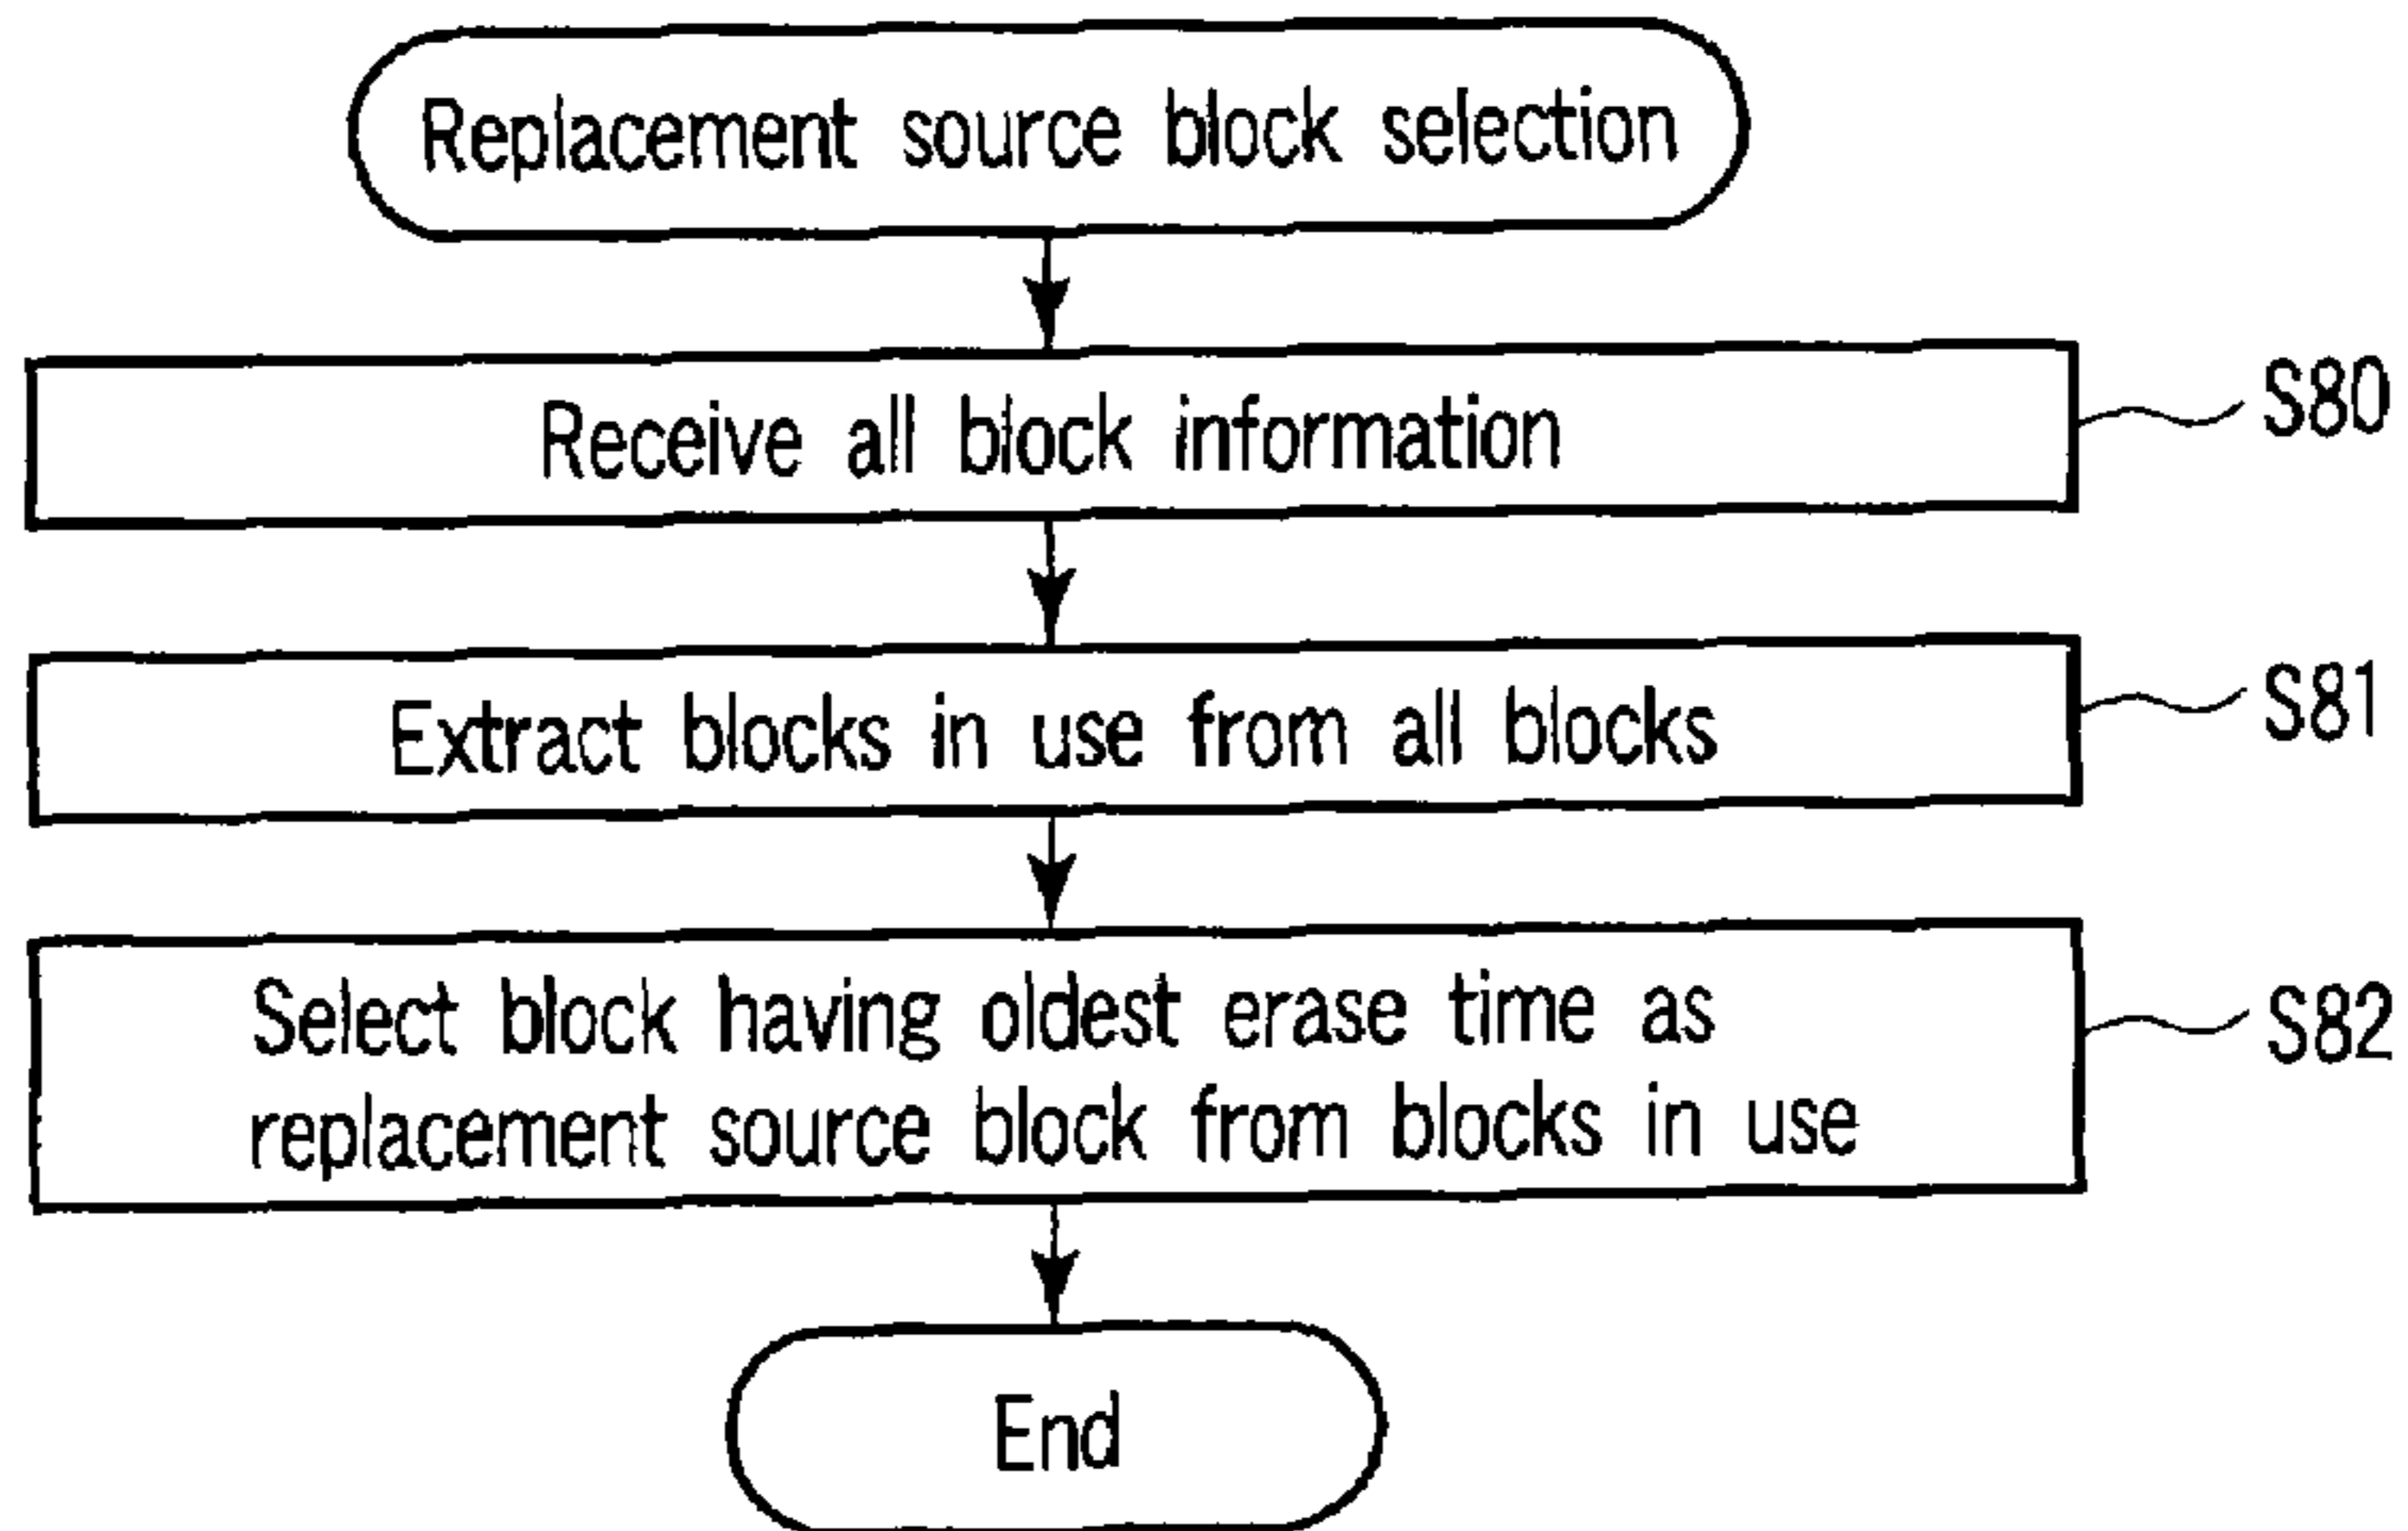 Replacement source block selection
Receive all block information
S80
Extract blocks in use from all blocks
S81
Select block having oldest erase time as
replacement source block from blocks in use
S82
End